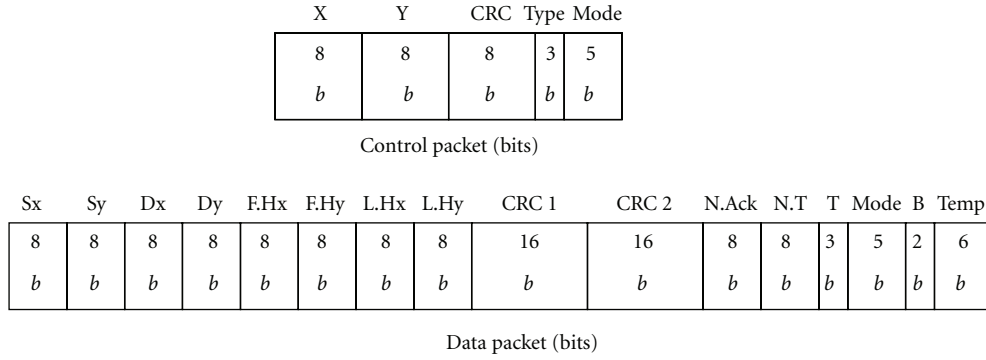 X Y CRC Type Mode
8 8 8 3 5
b b b b b
Control packet (bits)
Sx Sy Dx Dy F.Hx F.Hy L.Hx L.Hy CRC 1 CRC 2 N.Ack N.T T Mode B Temp
8 8 8 8 8 8 8 8 16 16 8 8 3 5 2 6
b b b b b b b b b b b b b b b b
Data packet (bits)